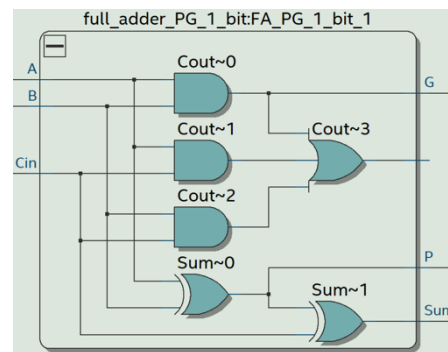 full_adder_PG_1_bit:FA_PG_1_bit_1
Cout~0
A
G
B
Cout~1
Cout~3
Cin
Cout~2
Sum~0
P
Sum~1
Sum